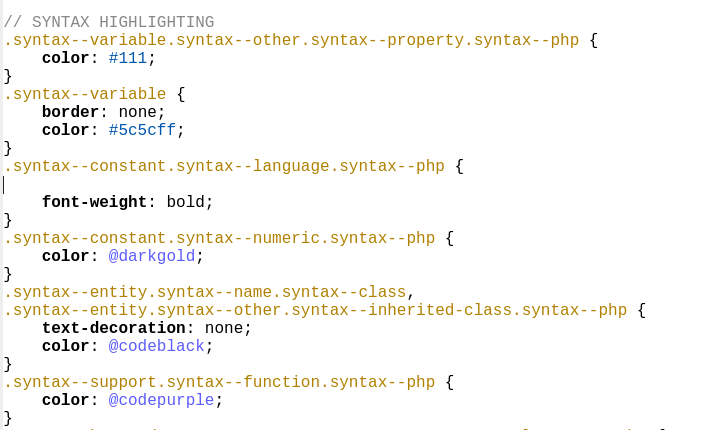 // SYNTAX HIGHLIGHTING
.syntax--variable.syntax--other.syntax--property.syntax--php {
    color: #111;
}
.syntax--variable {
    border: none;
    color: #5c5cff;
}
.syntax--constant.syntax--language.syntax--php {

    font-weight: bold;
}
.syntax--constant.syntax--numeric.syntax--php {
    color: @darkgold;
}
.syntax--entity.syntax--name.syntax--class,
.syntax--entity.syntax--other.syntax--inherited-class.syntax--php {
    text-decoration: none;
    color: @codeblack;
}
.syntax--support.syntax--function.syntax--php {
    color: @codepurple;
}